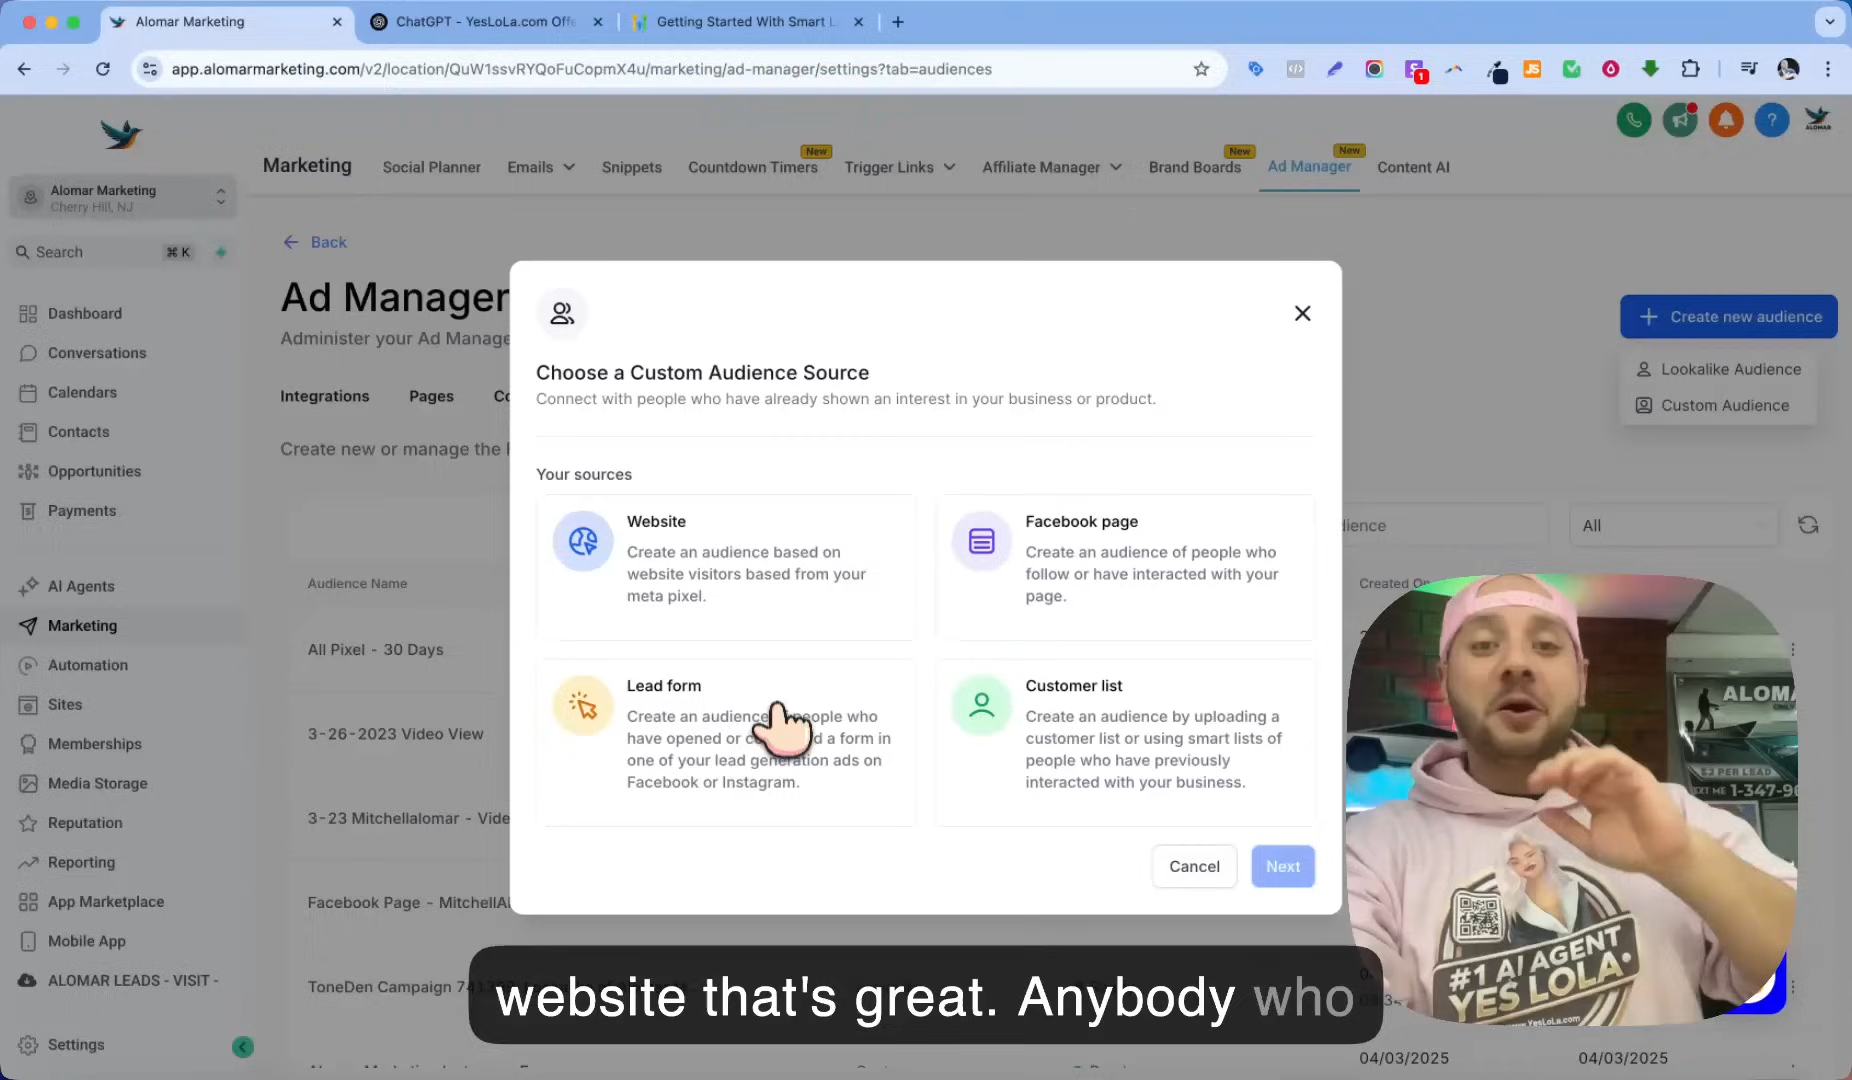 Alomar Marketing
ChatGPT - YesLoLa.com Offe
Getting Started With Smart L
app.alomarmarketing.com/v2/location/QuW1ssvRYQoFuCopmX4u/marketing/ad-manager/settings?tab=audiences
1
JS
Alomar Marketing
Cherry Hill, NJ
Search
⌘ K
Dashboard
Conversations
Calendars
Contacts
Opportunities
Payments
AI Agents
Marketing
Automation
Sites
Memberships
Media Storage
Reputation
Reporting
App Marketplace
Mobile App
ALOMAR LEADS - VISIT -
Settings
Marketing
Social Planner
Emails
Snippets
Countdown Timers
New
Trigger Links
Affiliate Manager
Brand Boards
New
Ad Manager
New
Content AI
ALOMAR
Back
Ad Manager
Administer your Ad Manage
Integrations
Pages
Create new or manage the
Create new audience
Lookalike Audience
Custom Audience
All
Audience Name
Created On
All Pixel - 30 Days
3-26-2023 Video View
3-23 Mitchellalomar - Vide
Facebook Page - MitchellAl
ToneDen Campaign
04/03/2025
04/03/2025
Choose a Custom Audience Source
Connect with people who have already shown an interest in your business or product.
Your sources
Website
Create an audience based on
website visitors based from your
meta pixel.
Facebook page
Create an audience of people who
follow or have interacted with your
page.
Lead form
Create an audience people who
have opened or a form in
one of your lead generation ads on
Facebook or Instagram.
Customer list
Create an audience by uploading a
customer list or using smart lists of
people who have previously
interacted with your business.
Cancel
Next
ALOMA
PER LEAD
1-347-96
#1 AI AGENT
YES LOLA.
www.YesLoLa.com
website that's great. Anybody who